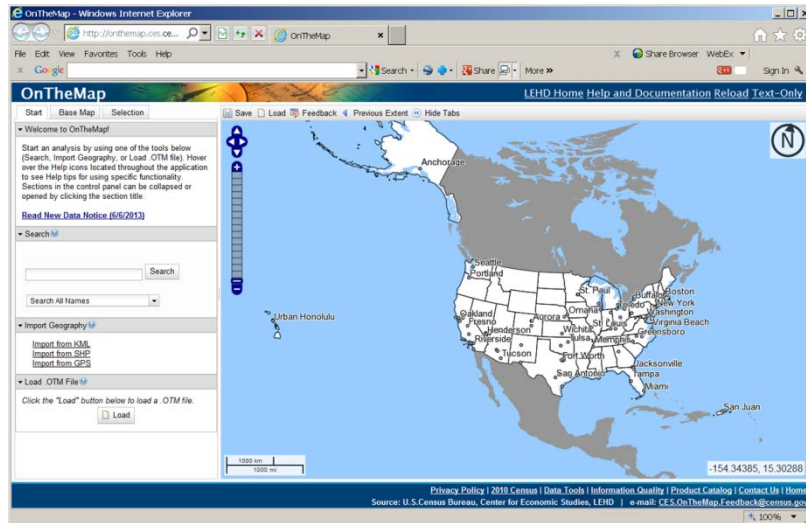 OnTheMap - Windows Internet Explorer
http://onthemap.ces.ce...
OnTheMap
File Edit View Favorites Tools Help
Share Browser WebEx
Google
Search
Share
More »
Sign In
OnTheMap
LEHD Home Help and Documentation Reload Text-Only
Start Base Map Selection
Save Load Feedback Previous Extent Hide Tabs
Welcome to OnTheMap!
Start an analysis by using one of the tools below
(Search, Import Geography, or Load .OTM file). Hover
over the Help icons located throughout the application
to see Help tips for using specific functionality.
Sections in the control panel can be collapsed or
opened by clicking the section title.
Read New Data Notice (6/6/2013)
Search
Search
Search All Names
Import Geography
Import from KML
Import from SHP
Import from GPS
Load .OTM File
Click the "Load" button below to load a .OTM file.
Load
N
Anchorage
Seattle
Portland
St. Paul
Buffalo
Boston
Toledo
New York
Oakland
Aurora
Omaha
Washington
Fresno
Henderson
Wichita
St. Louis
Virginia Beach
Urban Honolulu
Riverside
Tulsa
Memphis
Greensboro
Tucson
Fort Worth
Jacksonville
San Antonio
Tampa
Miami
San Juan
1000 km
1000 mi
-154.34385, 15.30288
Privacy Policy | 2010 Census | Data Tools | Information Quality | Product Catalog | Contact Us | Home
Source: U.S.Census Bureau, Center for Economic Studies, LEHD | e-mail: CES.OnTheMap.Feedback@census.gov
100%